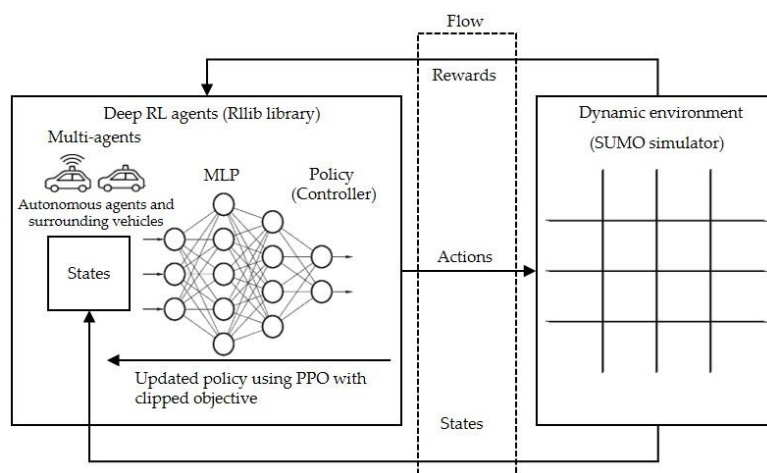 Flow
Rewards
Deep RL agents (Rllib library)
Multi-agents
Autonomous agents and
surrounding vehicles
MLP
Policy
(Controller)
States
Updated policy using PPO with
clipped objective
Actions
States
Dynamic environment
(SUMO simulator)